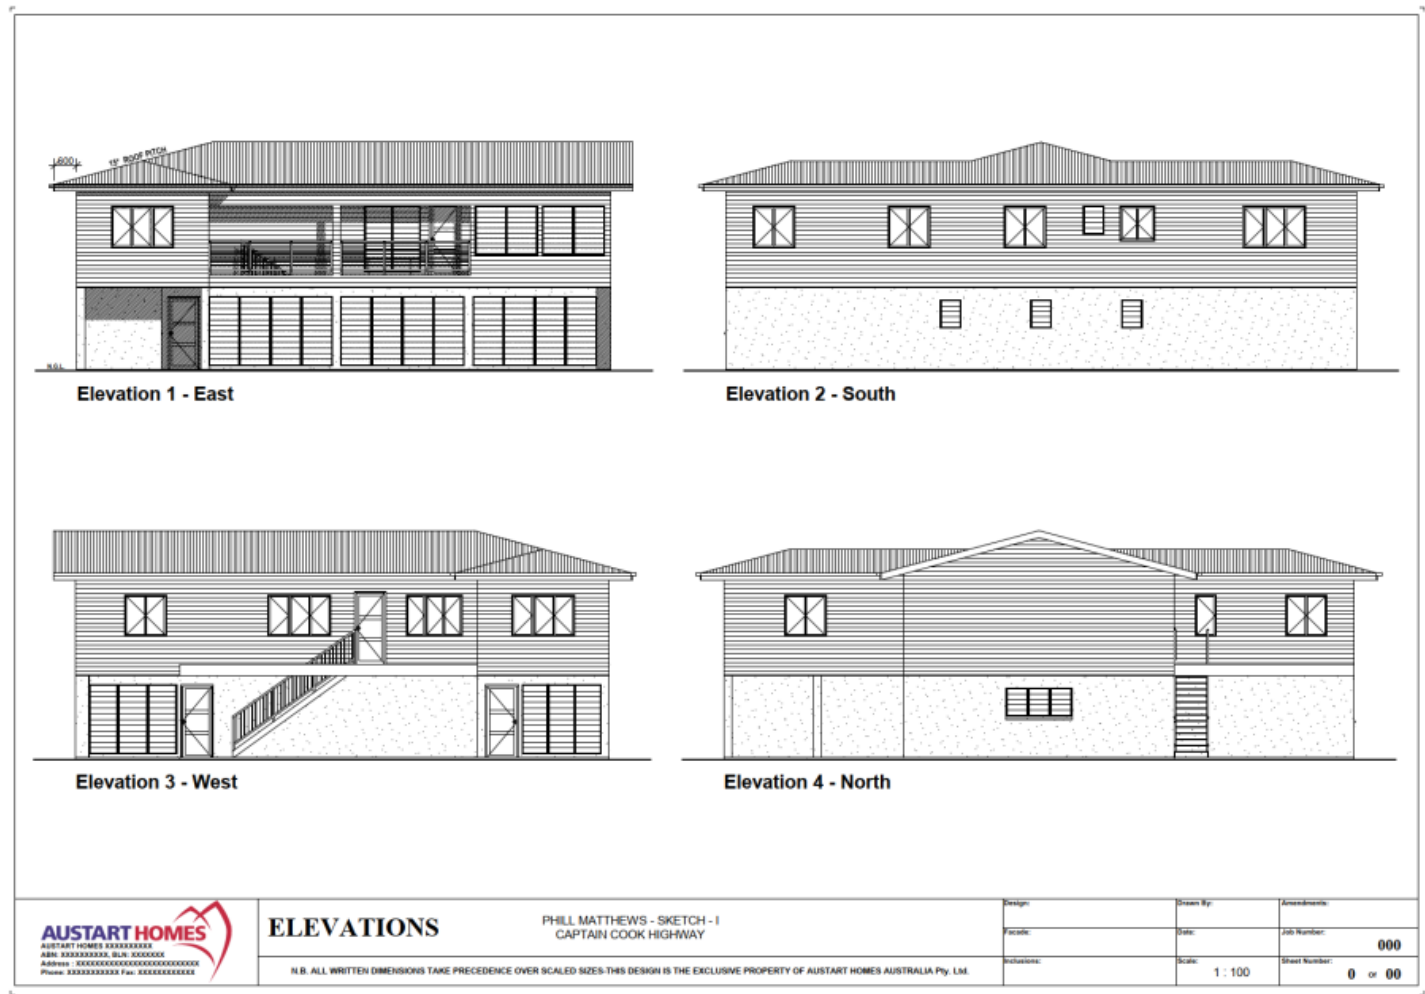 600
15° ROOF PITCH
N.G.L.
Elevation 1 - East
Elevation 2 - South
Elevation 3 - West
Elevation 4 - North
AUSTART HOMES
AUSTART HOMES XXXXXXXXXX
ABN: XXXXXXXXXX, BLN: XXXXXXX
Address : XXXXXXXXXXXXXXXXXXXXXXXXXX
Phone: XXXXXXXXXXX Fax: XXXXXXXXXXXX
ELEVATIONS
PHILL MATTHEWS - SKETCH - I
CAPTAIN COOK HIGHWAY
N.B. ALL WRITTEN DIMENSIONS TAKE PRECEDENCE OVER SCALED SIZES-THIS DESIGN IS THE EXCLUSIVE PROPERTY OF AUSTART HOMES AUSTRALIA Pty. Ltd.
Design:
Drawn By:
Amendments:
Facade:
Date:
Job Number:
000
Inclusions:
Scale:
1 : 100
Sheet Number:
0 OF 00